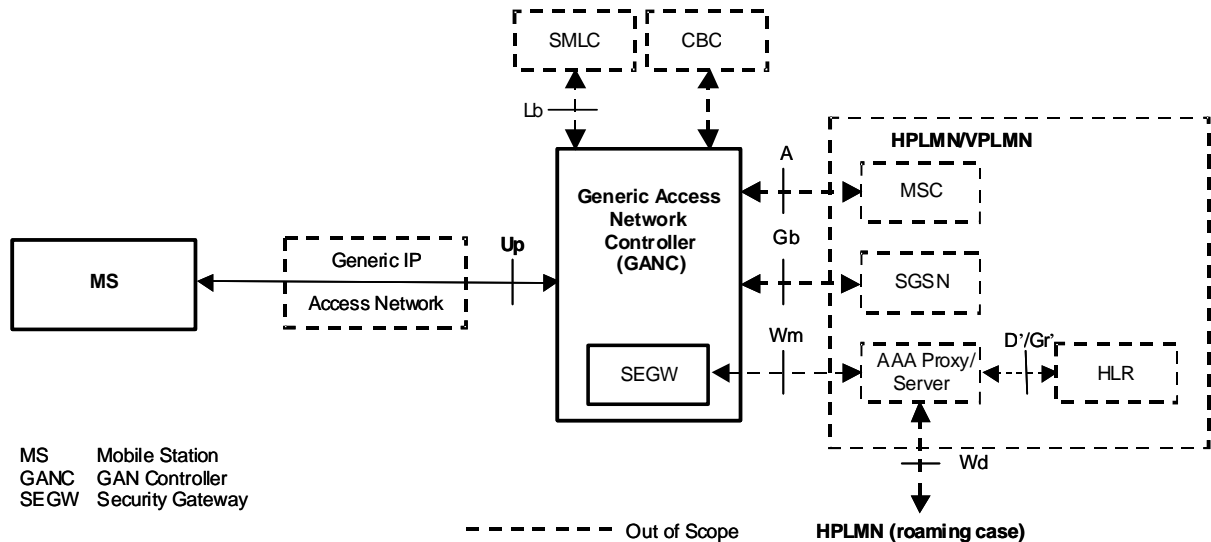 SMLC
CBC
Lb
HPLMN/VPLMN
A
MSC
Generic Access
Network
Controller
(GANC)
Gb
Up
Generic IP
MS
SGSN
Access Network
Wm
D'/Gr'
AAA Proxy/
Server
SEGW
HLR
MS Mobile Station
GANC GAN Controller
SEGW Security Gateway
Wd
Out of Scope
HPLMN (roaming case)